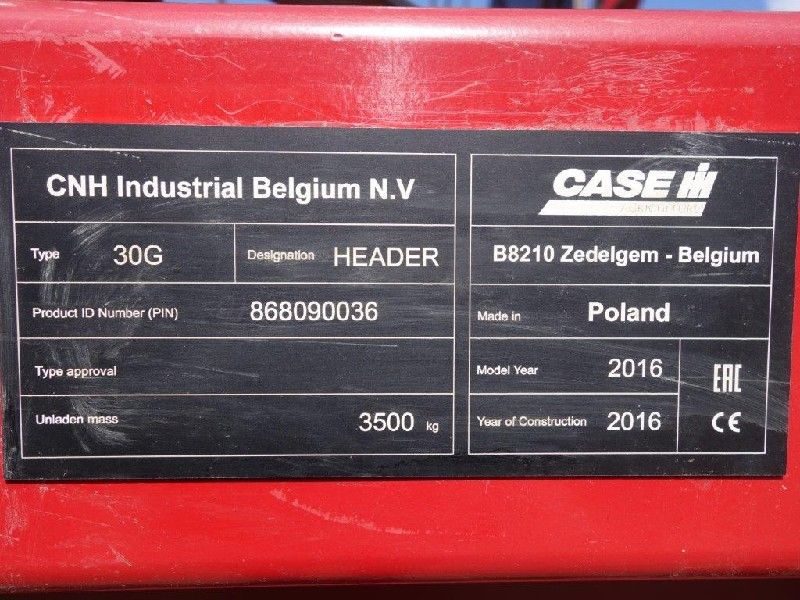 CNH Industrial Belgium N.V
Type 30G Designation HEADER
Product ID Number (PIN) 868090036
Type approval
Unladen mass 3500 kg
CASE IH
AGRICULTURE
B8210 Zedelgem - Belgium
Made in Poland
Model Year 2016
Year of Construction 2016
EAC
CE